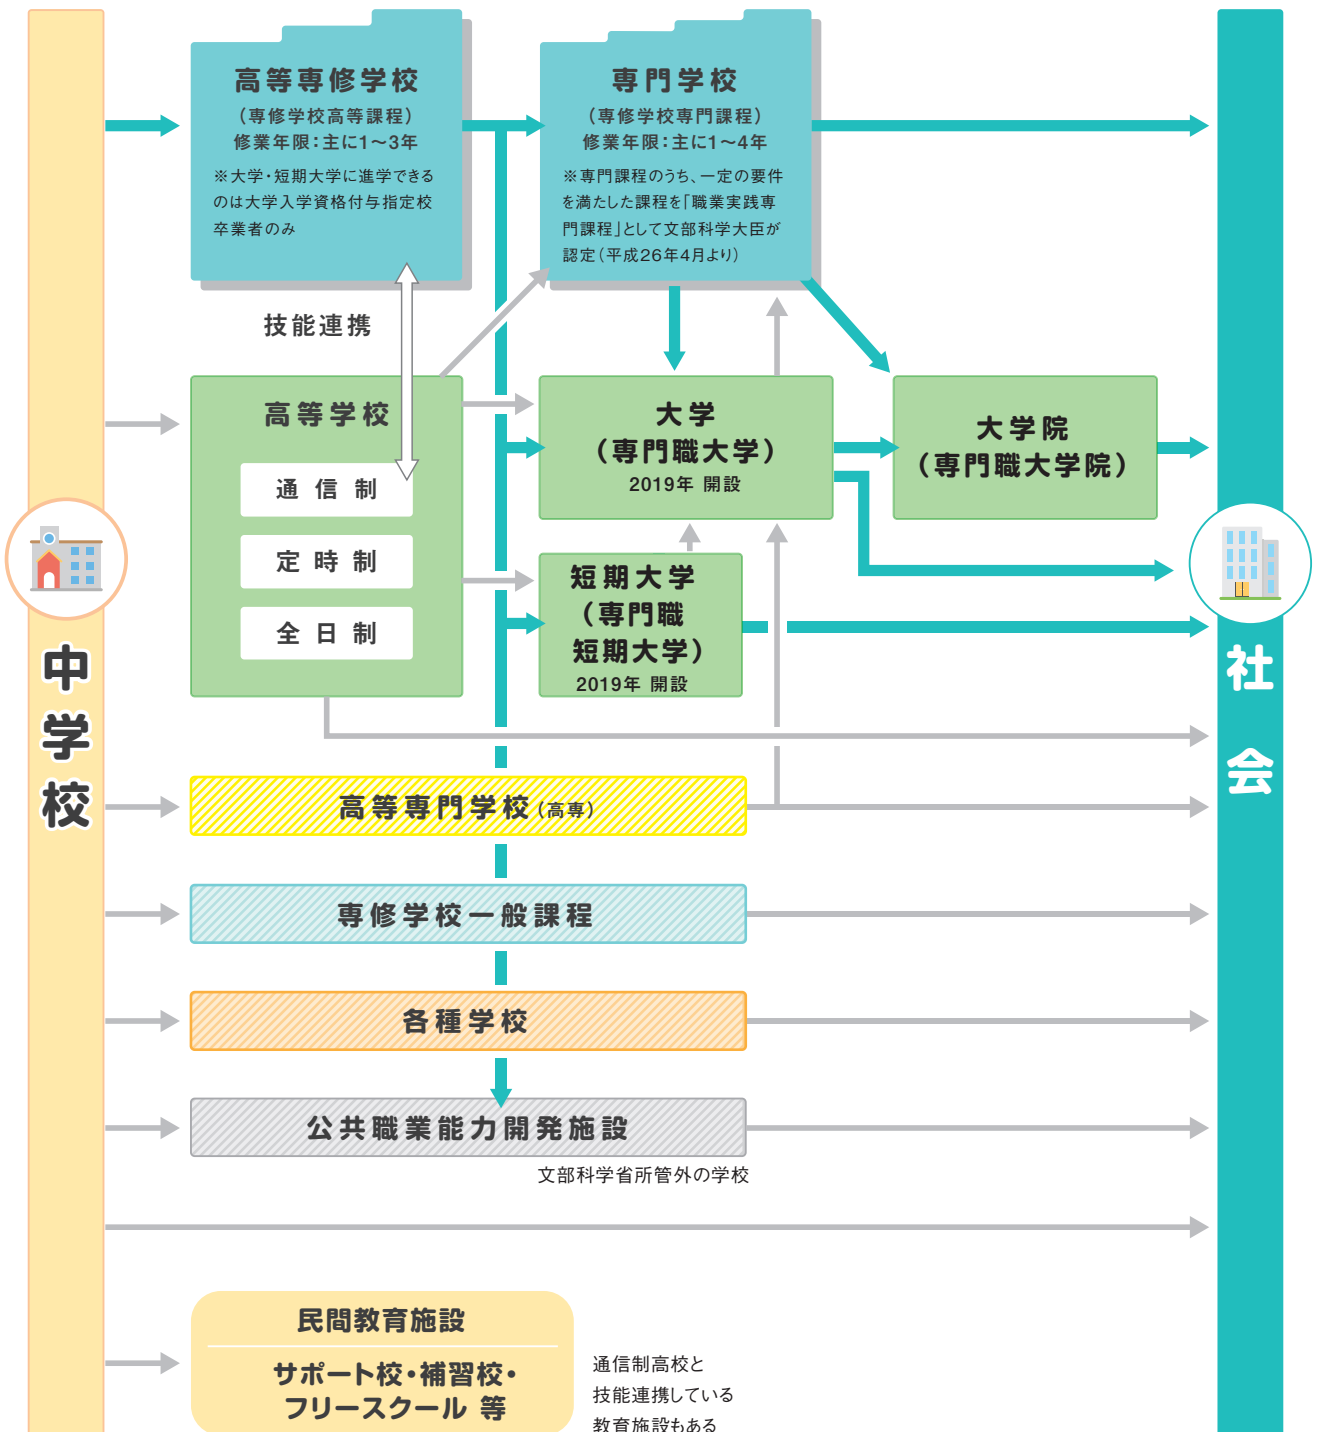 中学校
高等専修学校
（専修学校高等課程）
修業年限：主に1〜3年
※大学・短期大学に進学できる
のは大学入学資格付与指定校
卒業者のみ
専門学校
（専修学校専門課程）
修業年限：主に1〜4年
※専門課程のうち、一定の要件
を満たした課程を「職業実践専
門課程」として文部科学大臣が
認定（平成26年4月より）
技能連携
高等学校
通信制
定時制
全日制
大学
（専門職大学）
2019年 開設
大学院
（専門職大学院）
短期大学
（専門職
短期大学）
2019年 開設
高等専門学校（高専）
専修学校一般課程
各種学校
公共職業能力開発施設
文部科学省所管外の学校
民間教育施設
サポート校・補習校・
フリースクール 等
通信制高校と
技能連携している
教育施設もある
社会